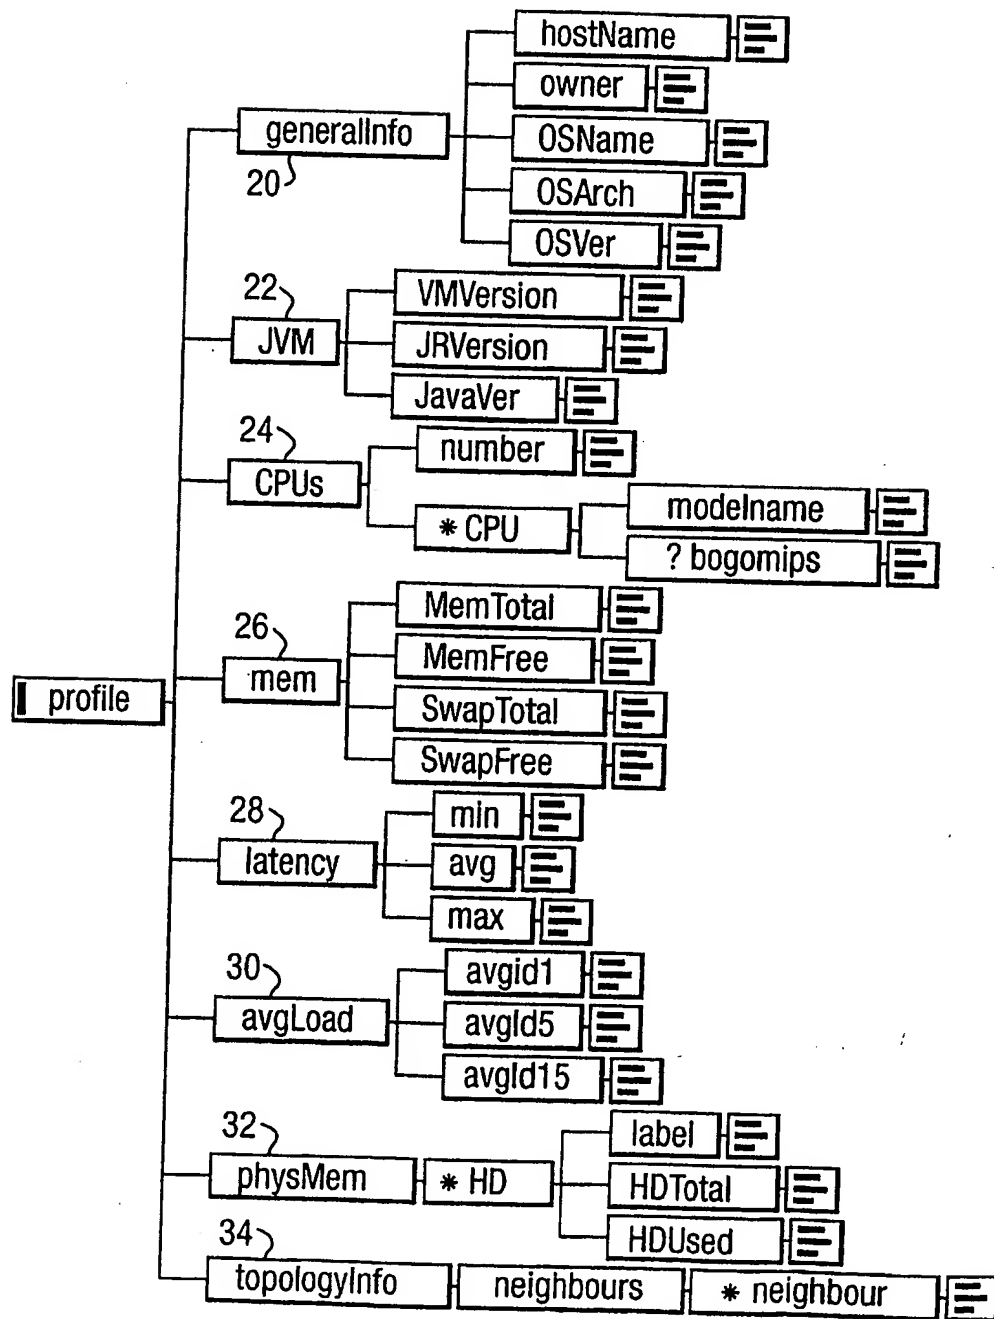 hostName
owner
generalInfo
OSName
20
OSArch
OSVer
22
VMVersion
JVM
JRVersion
JavaVer
24
number
CPUs
modelname
* CPU
? bogomips
26
MemTotal
mem
MemFree
profile
SwapTotal
SwapFree
28
min
latency
avg
max
30
avgid1
avgLoad
avgld5
avgld15
32
label
physMem
* HD
HDTotal
HDUsed
34
topologyInfo
neighbours
* neighbour